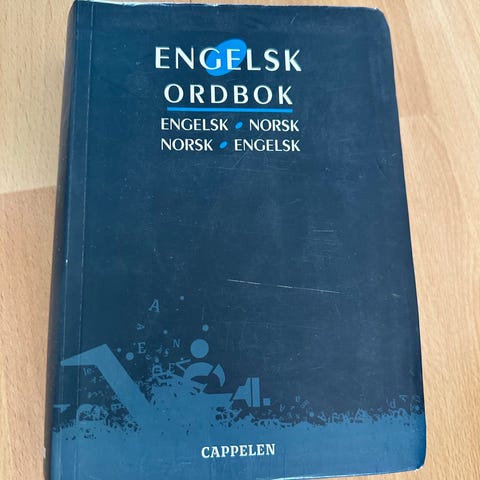 ENGELSK
ORDBOK
ENGELSK • NORSK
NORSK • ENGELSK
CAPPELEN